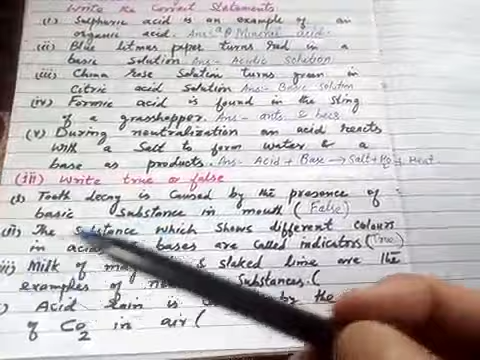 Write the Correct Statements
(i) Sulphuric acid is an example of an
organic acid. Ans:- a Mineral acid.
(ii) Blue litmus paper turns red in a
basic solution Ans:- Acidic solution
(iii) China rose solution turns green in
Citric acid solution Ans:- Basic solution
(iv) Formic acid is found in the sting
of a grasshopper. Ans:- ants & bees
(v) During neutralization an acid reacts
with a Salt to form water & a
base as products. Ans:- Acid + Base → Salt + H2O + Heat
(iii) Write true or false
(i) Tooth decay is caused by the presence of
basic Substance in mouth (False)
(ii) The substance which shows different colours
in bases are called indicators (True)
iii) Milk of & slaked lime are the
examples of Substances. (
) Acid rain is by the
of CO2 in air (